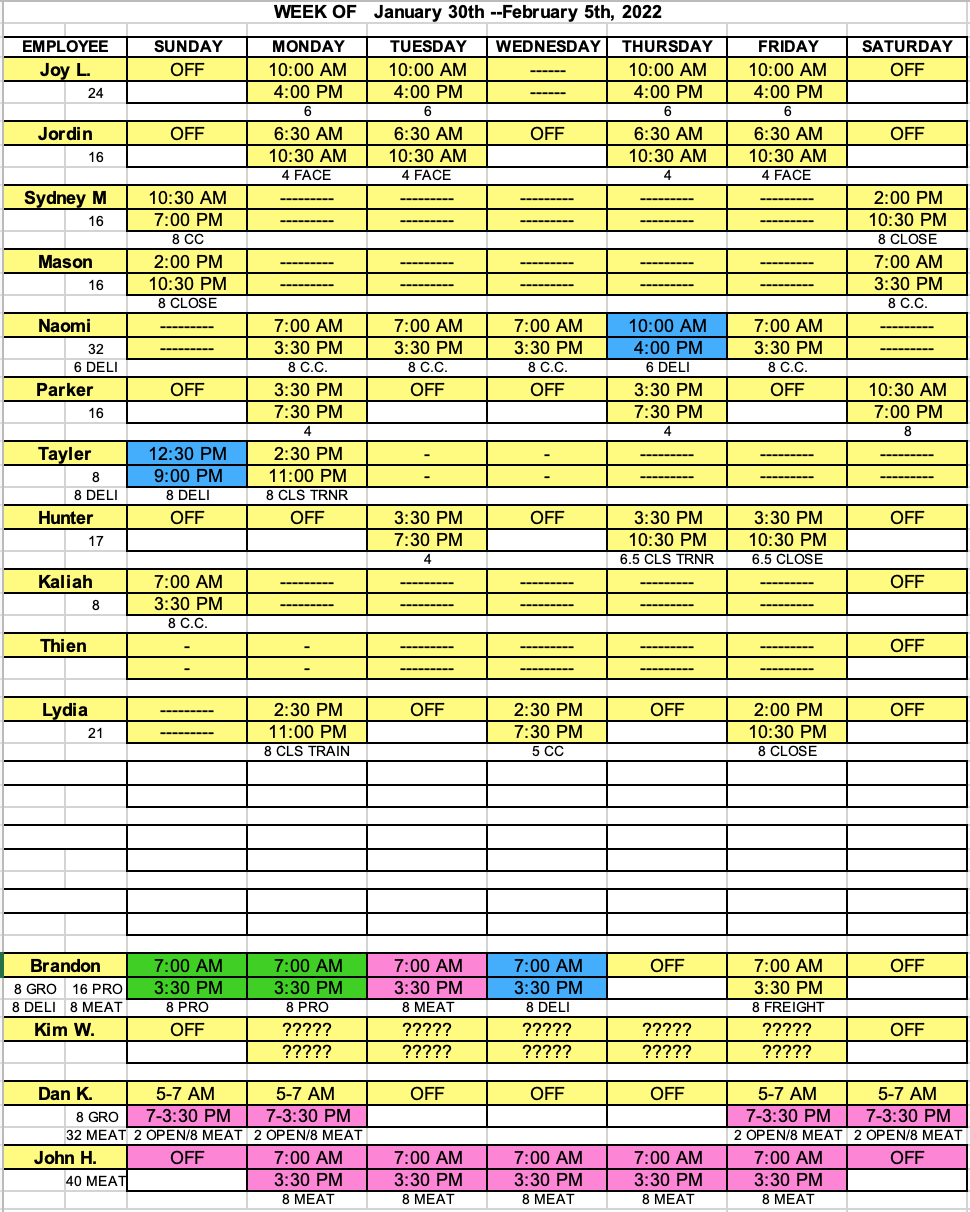 WEEK OF January 30th --February 5th, 2022
EMPLOYEE SUNDAY MONDAY TUESDAY WEDNESDAY THURSDAY FRIDAY SATURDAY
Joy L. OFF 10:00 AM 10:00 AM ------ 10:00 AM 10:00 AM OFF
24 4:00 PM 4:00 PM ------ 4:00 PM 4:00 PM
6 6 6 6
Jordin OFF 6:30 AM 6:30 AM OFF 6:30 AM 6:30 AM OFF
16 10:30 AM 10:30 AM 10:30 AM 10:30 AM
4 FACE 4 FACE 4 4 FACE
Sydney M 10:30 AM --------- --------- --------- --------- --------- 2:00 PM
16 7:00 PM --------- --------- --------- --------- --------- 10:30 PM
8 CC 8 CLOSE
Mason 2:00 PM --------- --------- --------- --------- --------- 7:00 AM
16 10:30 PM --------- --------- --------- --------- --------- 3:30 PM
8 CLOSE 8 C.C.
Naomi --------- 7:00 AM 7:00 AM 7:00 AM 10:00 AM 7:00 AM ---------
32 --------- 3:30 PM 3:30 PM 3:30 PM 4:00 PM 3:30 PM ---------
6 DELI 8 C.C. 8 C.C. 8 C.C. 6 DELI 8 C.C.
Parker OFF 3:30 PM OFF OFF 3:30 PM OFF 10:30 AM
16 7:30 PM 7:30 PM 7:00 PM
4 4 8
Tayler 12:30 PM 2:30 PM - - --------- --------- ---------
8 9:00 PM 11:00 PM - - --------- --------- ---------
8 DELI 8 DELI 8 CLS TRNR
Hunter OFF OFF 3:30 PM OFF 3:30 PM 3:30 PM OFF
17 7:30 PM 10:30 PM 10:30 PM
4 6.5 CLS TRNR 6.5 CLOSE
Kaliah 7:00 AM --------- --------- --------- --------- --------- OFF
8 3:30 PM --------- --------- --------- --------- ---------
8 C.C.
Thien - - --------- --------- --------- --------- OFF
- - --------- --------- --------- ---------
Lydia --------- 2:30 PM OFF 2:30 PM OFF 2:00 PM OFF
21 --------- 11:00 PM 7:30 PM 10:30 PM
8 CLS TRAIN 5 CC 8 CLOSE
Brandon 7:00 AM 7:00 AM 7:00 AM 7:00 AM OFF 7:00 AM OFF
8 GRO 16 PRO 3:30 PM 3:30 PM 3:30 PM 3:30 PM 3:30 PM
8 DELI 8 MEAT 8 PRO 8 PRO 8 MEAT 8 DELI 8 FREIGHT
Kim W. OFF ????? ????? ????? ????? ????? OFF
????? ????? ????? ????? ?????
Dan K. 5-7 AM 5-7 AM OFF OFF OFF 5-7 AM 5-7 AM
8 GRO 7-3:30 PM 7-3:30 PM 7-3:30 PM 7-3:30 PM
32 MEAT 2 OPEN/8 MEAT 2 OPEN/8 MEAT 2 OPEN/8 MEAT 2 OPEN/8 MEAT
John H. OFF 7:00 AM 7:00 AM 7:00 AM 7:00 AM 7:00 AM OFF
40 MEAT 3:30 PM 3:30 PM 3:30 PM 3:30 PM 3:30 PM
8 MEAT 8 MEAT 8 MEAT 8 MEAT 8 MEAT